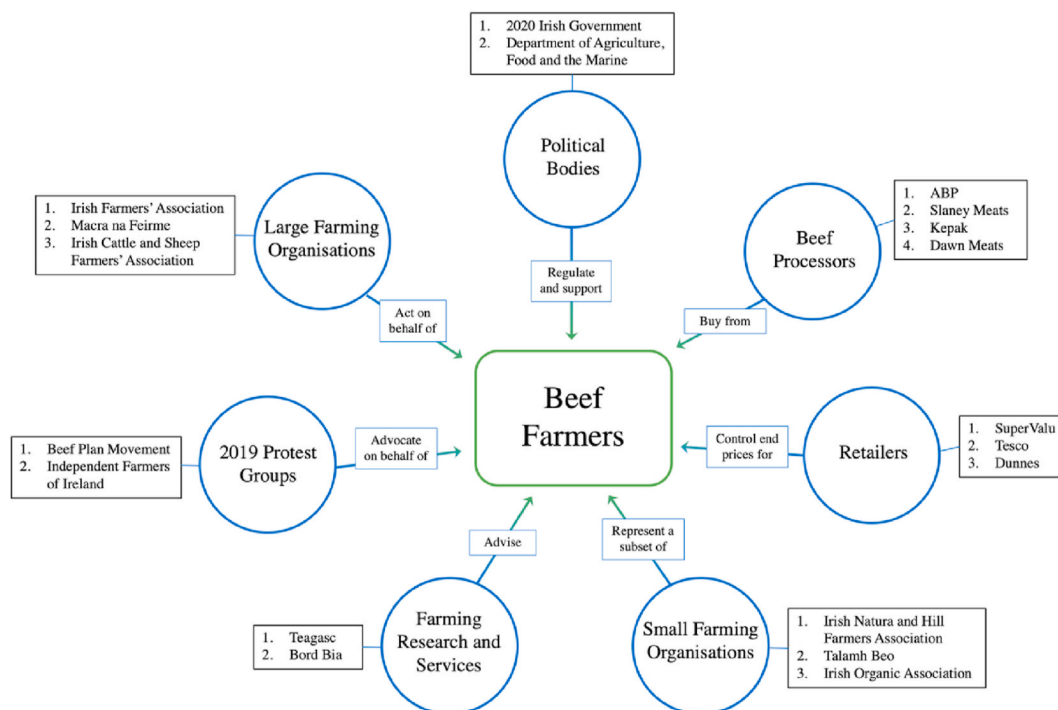 1. 2020 Irish Government
2. Department of Agriculture,
Food and the Marine
Political
Bodies
Regulate
and support
1. Irish Farmers' Association
2. Macra na Feirme
3. Irish Cattle and Sheep
Farmers' Association
Large Farming
Organisations
Act on
behalf of
Beef
Processors
1. ABP
2. Slaney Meats
3. Kepak
4. Dawn Meats
Buy from
Beef
Farmers
1. Beef Plan Movement
2. Independent Farmers
of Ireland
2019 Protest
Groups
Advocate
on behalf of
Control end
prices for
Retailers
1. SuperValu
2. Tesco
3. Dunnes
Advise
Farming
Research and
Services
1. Teagasc
2. Bord Bia
Represent a
subset of
Small Farming
Organisations
1. Irish Natura and Hill
Farmers Association
2. Talamh Beo
3. Irish Organic Association